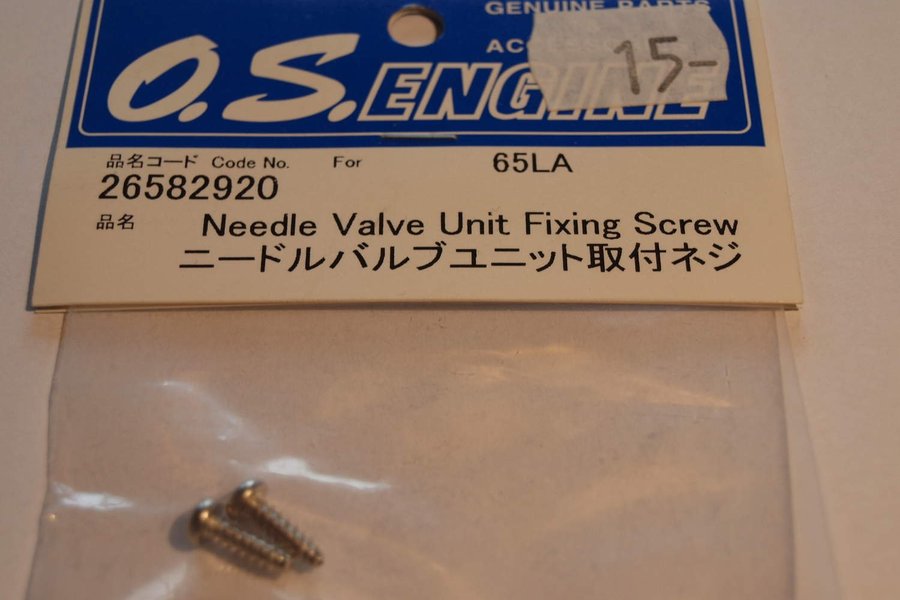 GENUINE PARTS
15-
O.S.ENGINE
品名コード Code No. For 65LA
26582920
品名 Needle Valve Unit Fixing Screw
ニードルバルブユニット取付ネジ